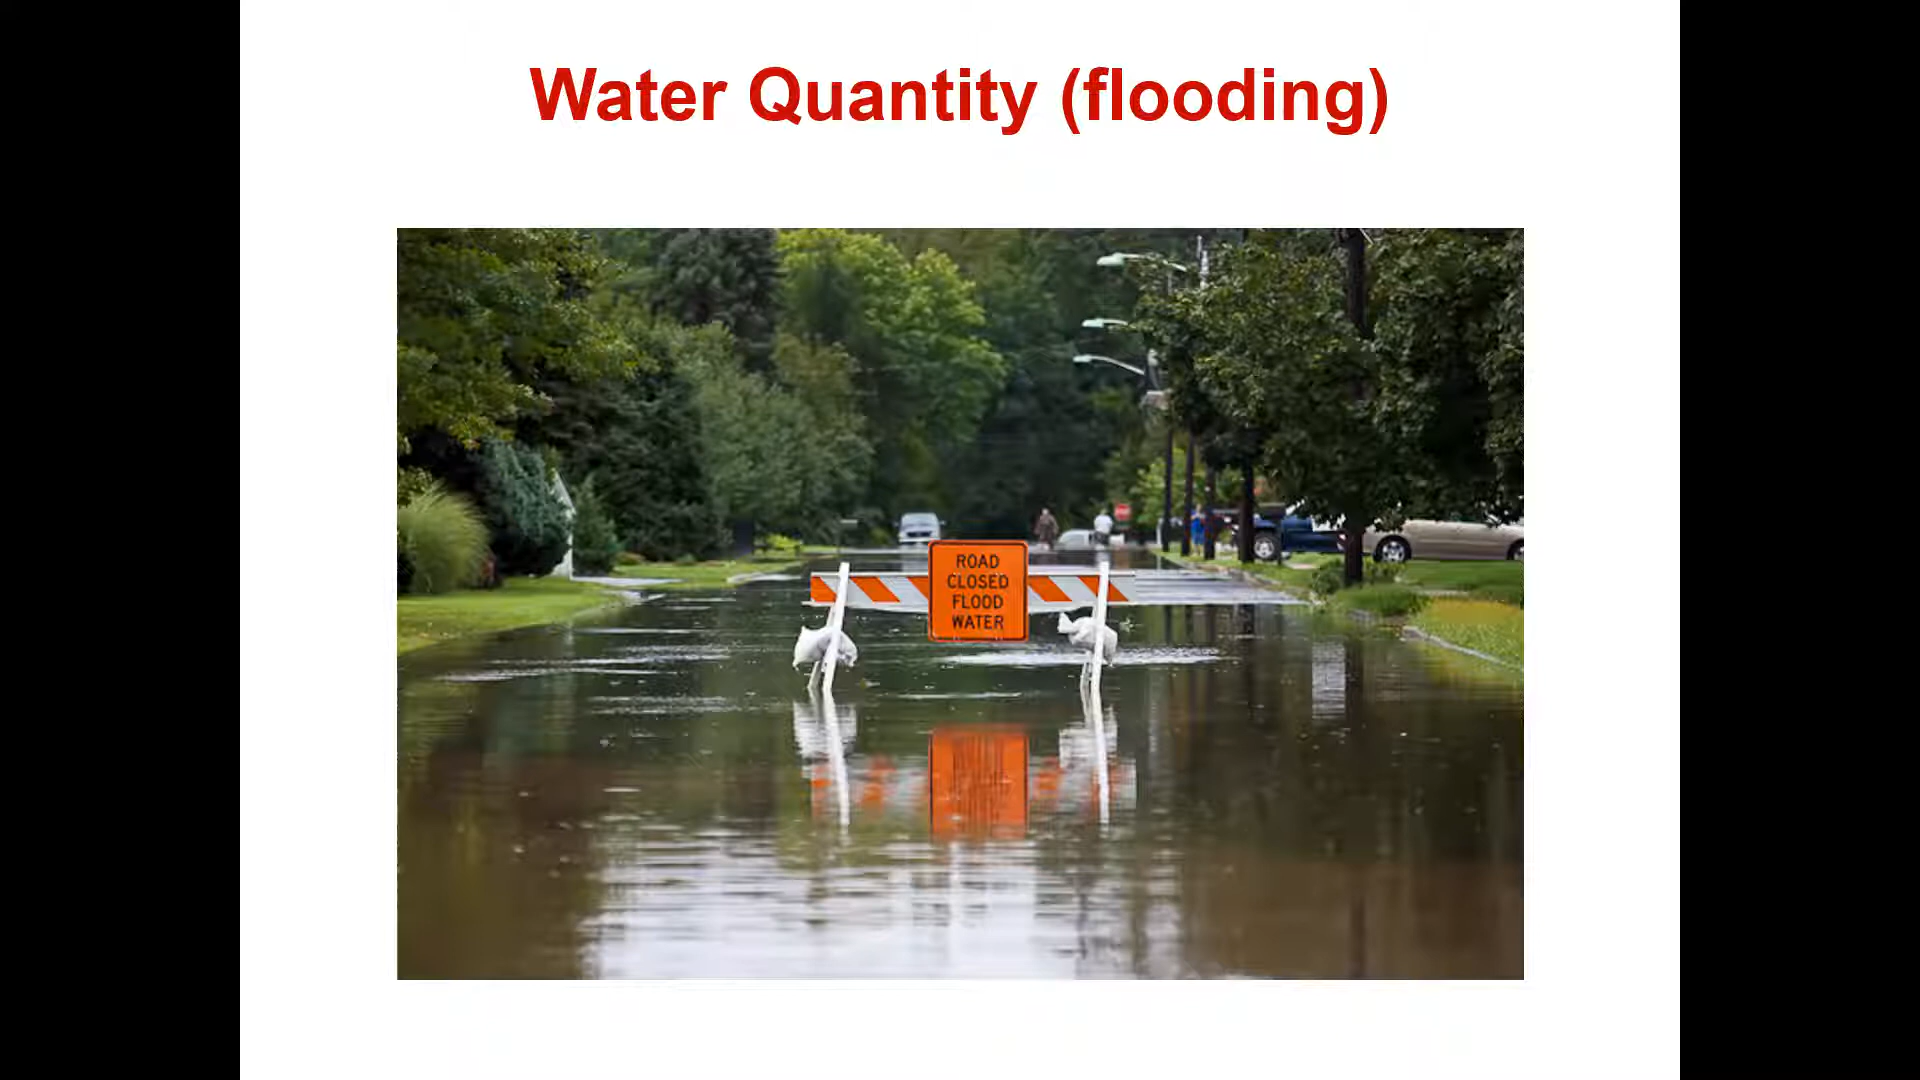 Water Quantity (flooding)
ROAD
CLOSED
FLOOD
WATER